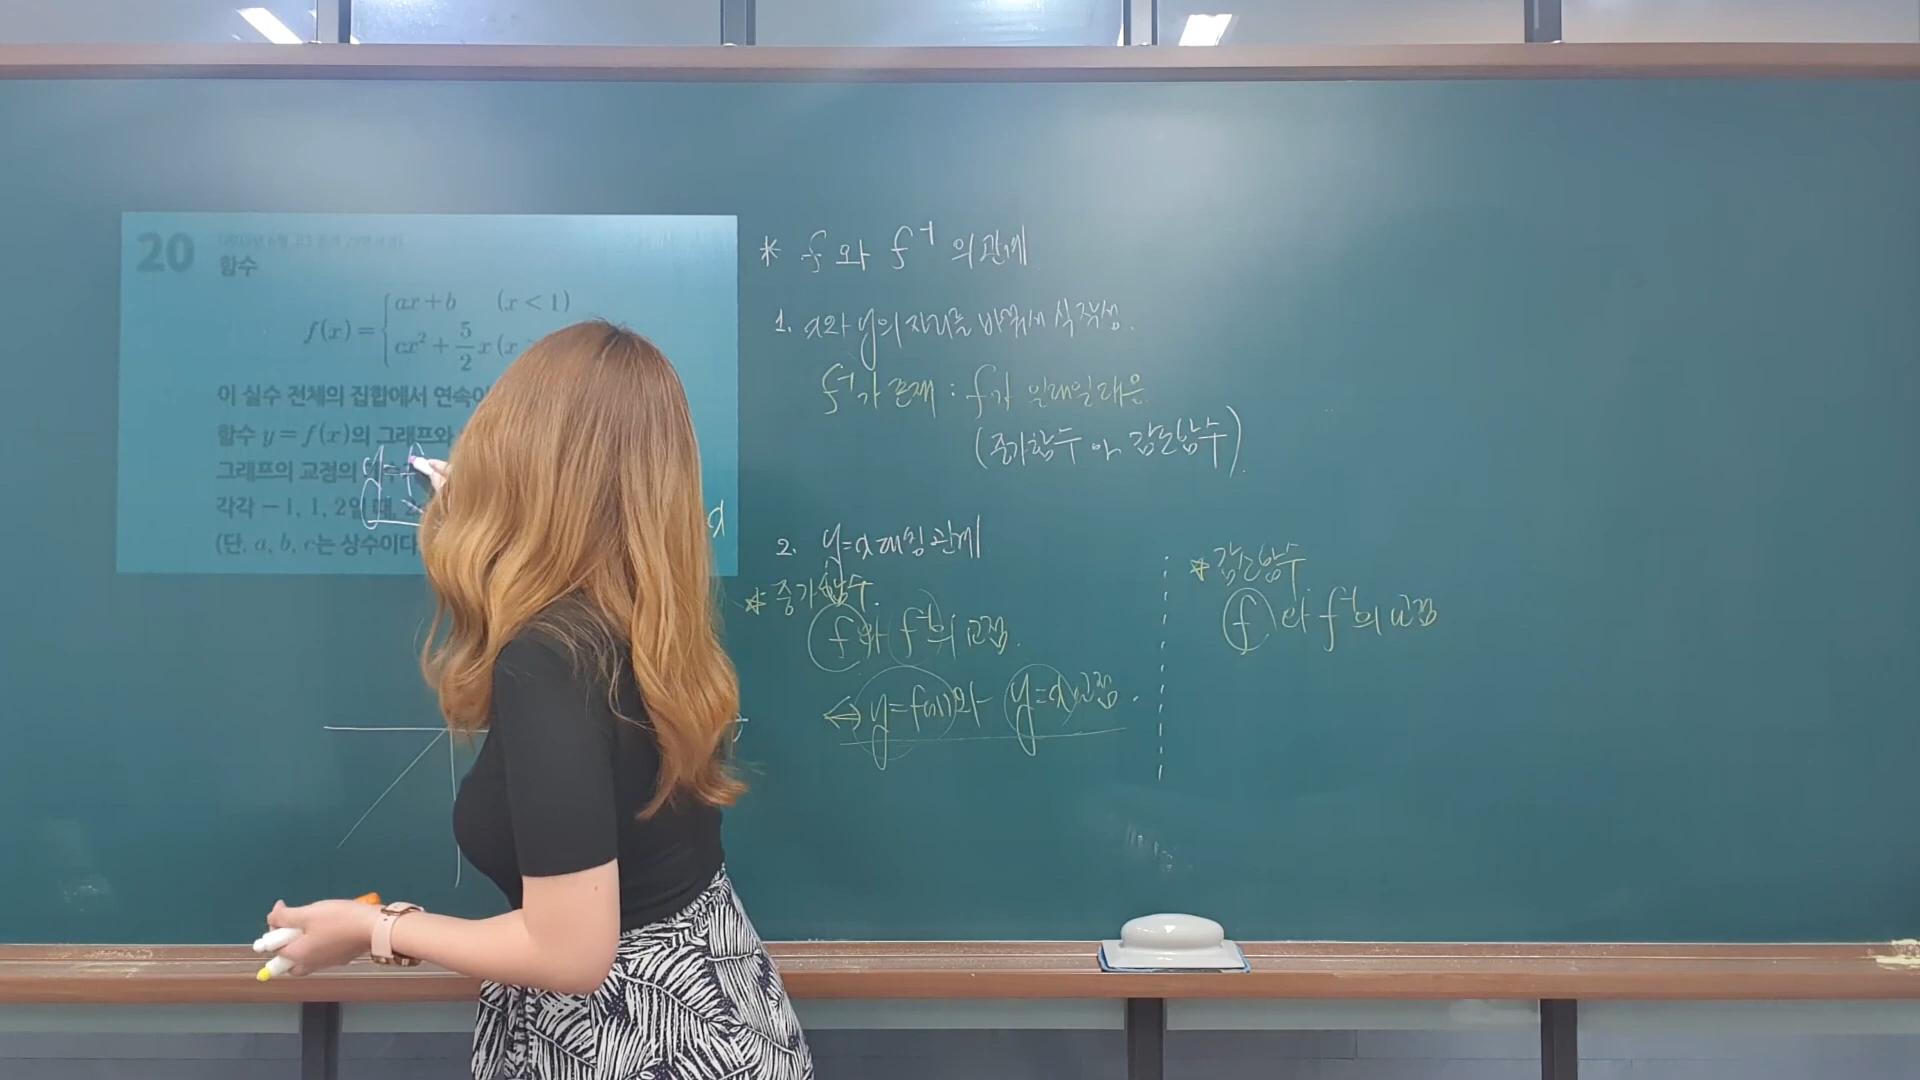 20
함수
f(x) = { ax+b (x<1)
cx² + 5/2 x (x
이 실수 전체의 집합에서 연속이
함수 y=f(x)의 그래프와
그래프의 교점의
각각 -1, 1, 2일 때, 2
(단, a, b, c는 상수이다
y=f
x
* f 와 f⁻¹ 의 관계
1. x와 y의 자리를 바꿔서 식 작성.
f⁻¹가 존재 : f가 일대일대응
(증가함수 or 감소함수).
2. y=x 대칭관계
* 증가함수.
f와 f⁻¹의 교점.
⇔ y=f(x)와 y=x 교점.
* 감소함수
f 와 f⁻¹의 교점